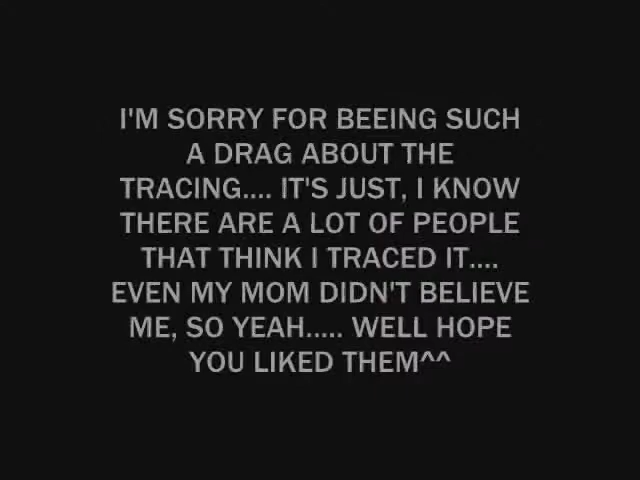 I'M SORRY FOR BEEING SUCH
A DRAG ABOUT THE
TRACING.... IT'S JUST, I KNOW
THERE ARE A LOT OF PEOPLE
THAT THINK I TRACED IT....
EVEN MY MOM DIDN'T BELIEVE
ME, SO YEAH..... WELL HOPE
YOU LIKED THEM^^